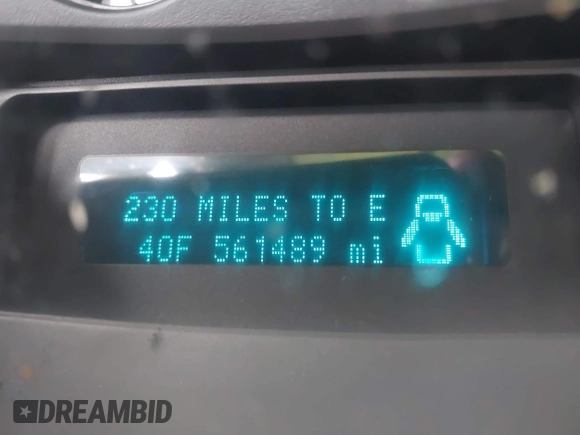 230 MILES TO E
40F 561489 mi
DREAMBID